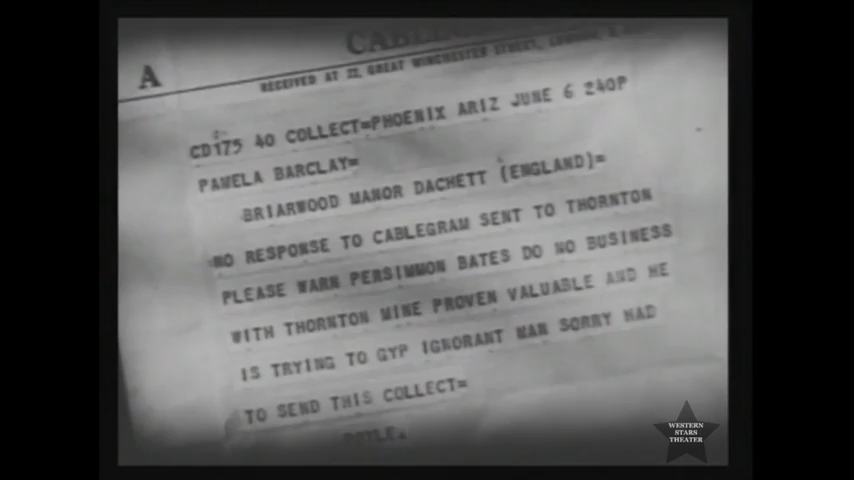 A
RECEIVED AT 22, GREAT WINCHESTER STREET, LONDON,
CD175 40 COLLECT=PHOENIX ARIZ JUNE 6 240P
PAMELA BARCLAY=
BRIARWOOD MANOR DACHETT (ENGLAND)=
NO RESPONSE TO CABLEGRAM SENT TO THORNTON
PLEASE WARN PERSIMMON BATES DO NO BUSINESS
WITH THORNTON MINE PROVEN VALUABLE AND HE
IS TRYING TO GYP IGNORANT MAN SORRY HAD
TO SEND THIS COLLECT=
WESTERN
STARS
THEATER